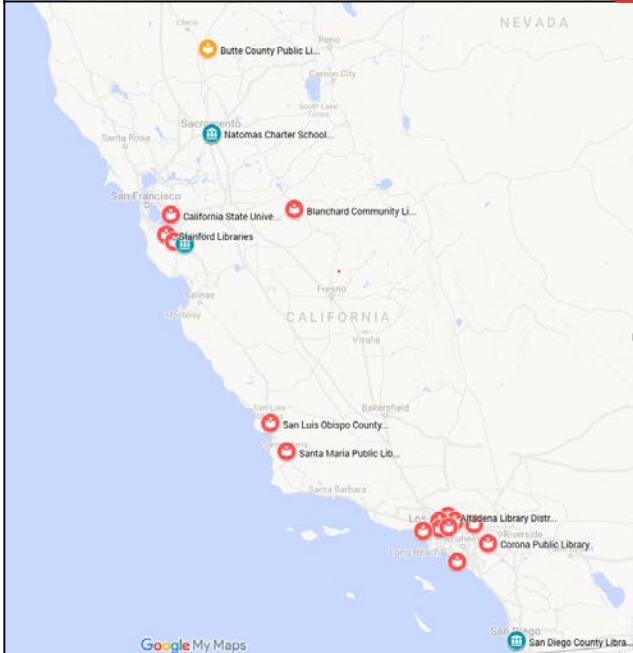 NEVADA
Chico
Butte County Public Li...
Reno
Carson City
South Lake
Tahoe
Sacramento
Natomas Charter School...
Santa Rosa
San Francisco
California State Unive...
Blanchard Community Li...
Stanford Libraries
Salinas
Monterey
Fresno
CALIFORNIA
Visalia
San Luis
San Luis Obispo County...
Bakersfield
Santa Maria Public Lib...
Santa Barbara
Los
Altadena Library Distr...
Riverside
Long Beach
Corona Public Library
San Diego
San Diego County Libra...
Google My Maps